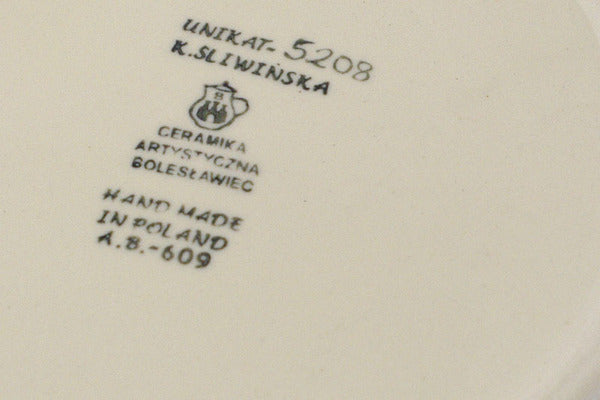 UNIKAT-5208
K.SLIWIŃSKA
B
CERAMIKA
ARTYSTYCZNA
BOLESŁAWIEC
HAND MADE
IN POLAND
A.B.-609